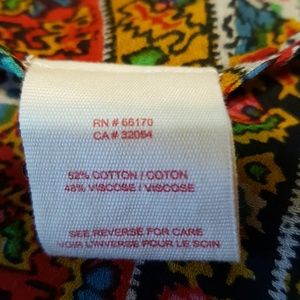 RN # 66170
CA # 32054
52% COTTON / COTON
48% VISCOSE / VISCOSE
SEE REVERSE FOR CARE
VOIR L'INVERSE POUR LE SOIN